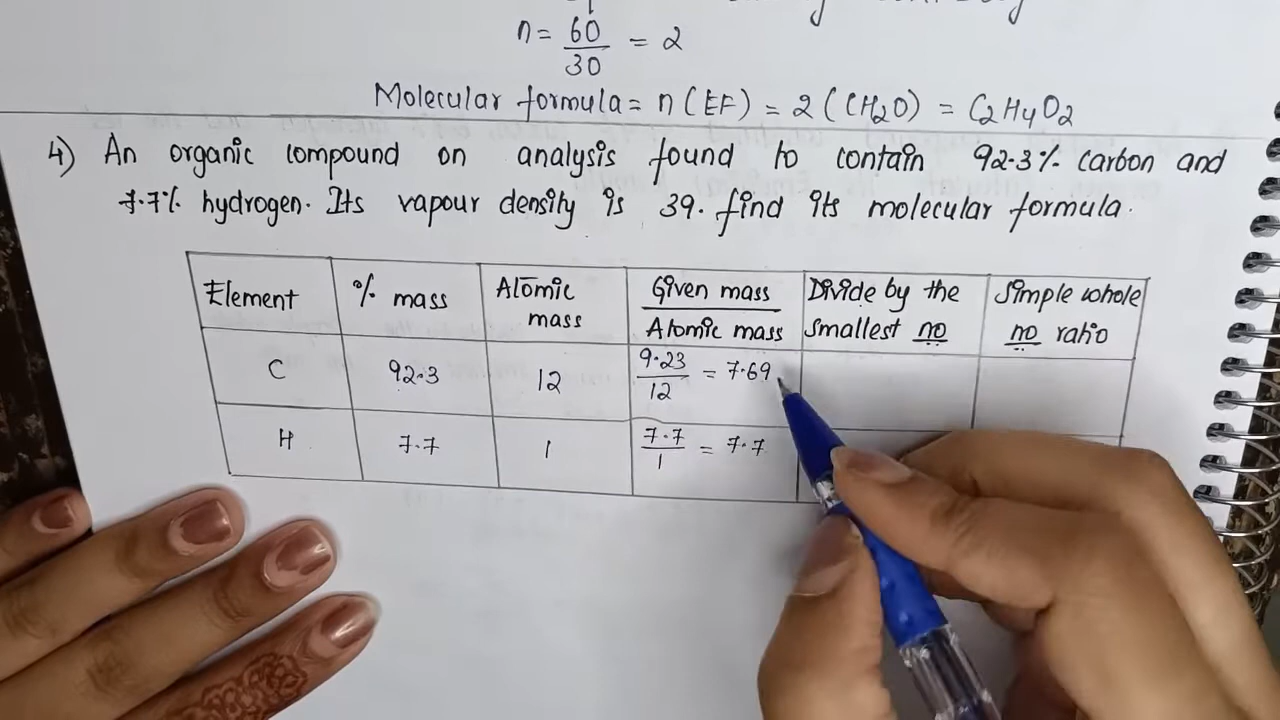 n = 60/30 = 2
Molecular formula = n (EF) = 2 (CH₂O) = C₂H₄O₂
4) An organic compound on analysis found to contain 92.3% carbon and
7.7% hydrogen. Its vapour density is 39. find its molecular formula.
Element | % mass | Atomic mass | Given mass / Atomic mass | Divide by the smallest no | Simple whole no ratio
C | 92.3 | 12 | 9.23/12 = 7.69
H | 7.7 | 1 | 7.7/1 = 7.7